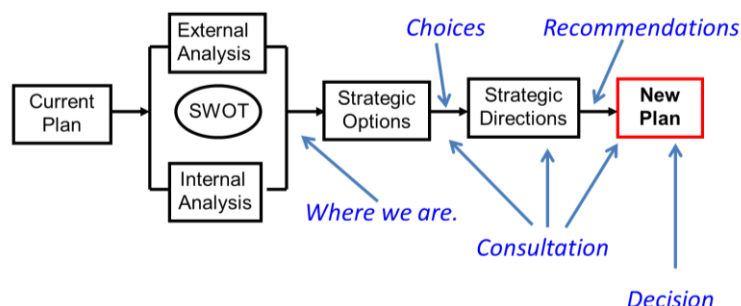 Choices
Recommendations
External
Analysis
Current
Plan
SWOT
Strategic
Options
Strategic
Directions
New
Plan
Internal
Analysis
Where we are.
Consultation
Decision